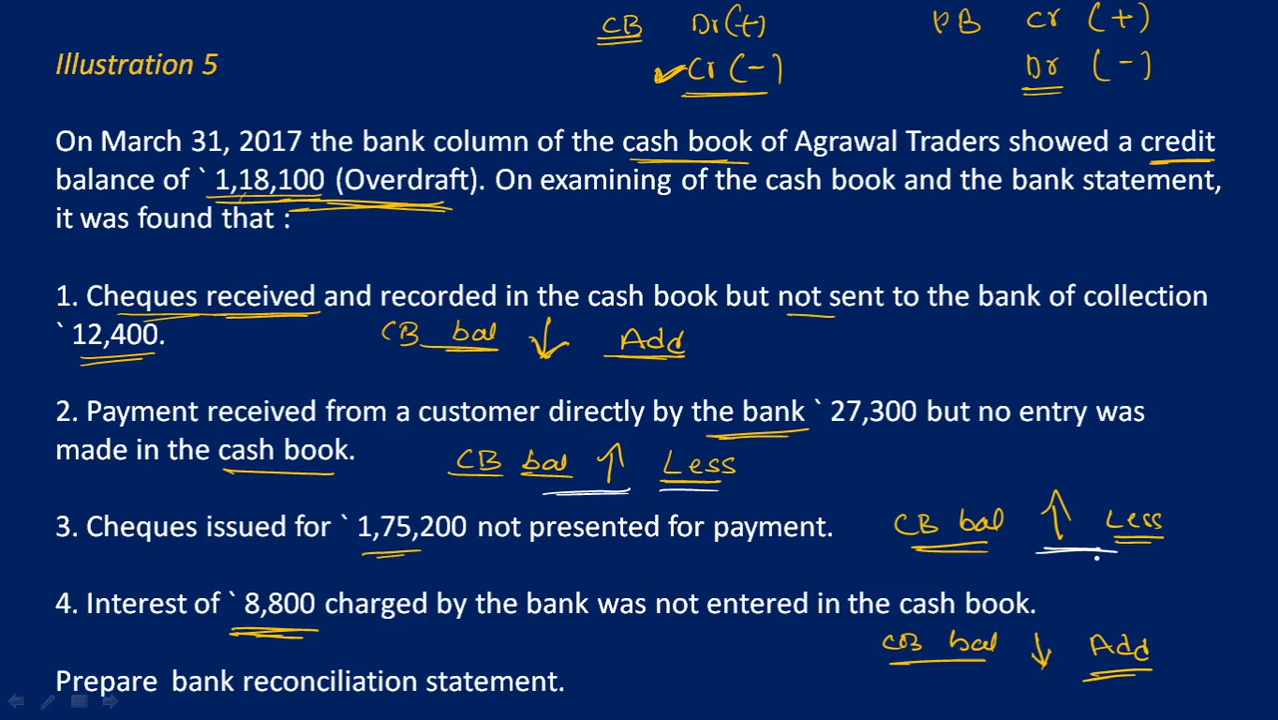 CB Dr (+) PB Cr (+)
Illustration 5 ✓Cr (-) Dr (-)
On March 31, 2017 the bank column of the cash book of Agrawal Traders showed a credit
balance of ` 1,18,100 (Overdraft). On examining of the cash book and the bank statement,
it was found that :
1. Cheques received and recorded in the cash book but not sent to the bank of collection
` 12,400.
CB bal ↓ Add
2. Payment received from a customer directly by the bank ` 27,300 but no entry was
made in the cash book.
CB bal ↑ Less
3. Cheques issued for ` 1,75,200 not presented for payment. CB bal ↑ Less
4. Interest of ` 8,800 charged by the bank was not entered in the cash book.
CB bal ↓ Add
Prepare bank reconciliation statement.